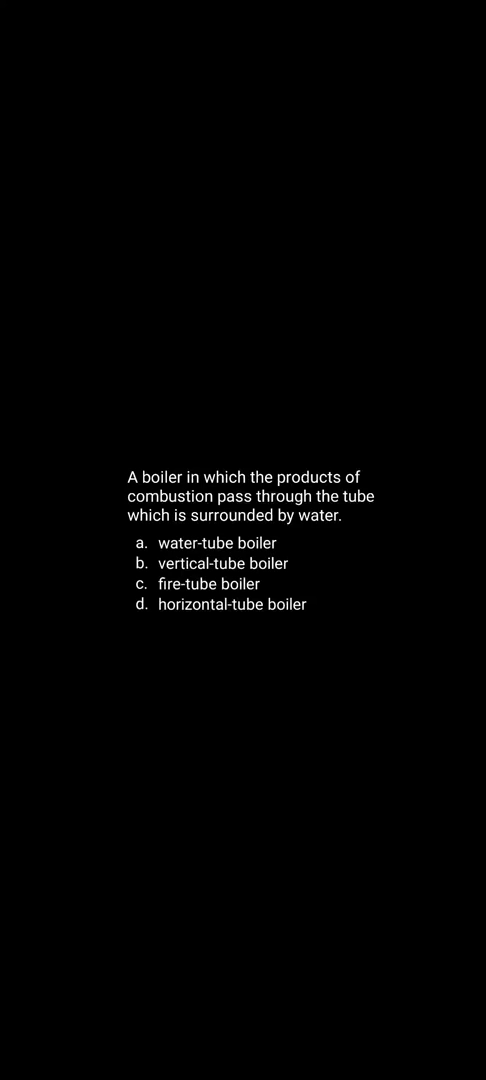 A boiler in which the products of
combustion pass through the tube
which is surrounded by water.
a. water-tube boiler
b. vertical-tube boiler
c. fire-tube boiler
d. horizontal-tube boiler